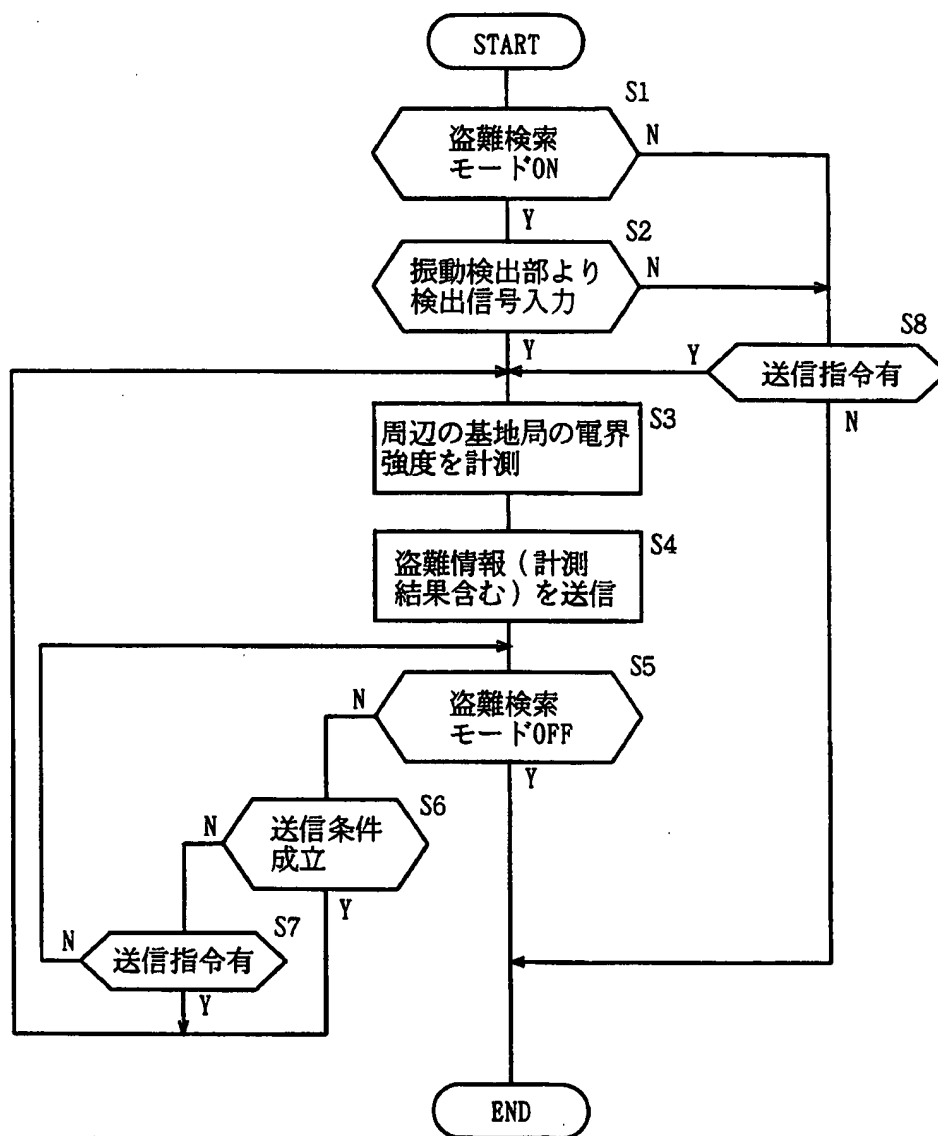 START
S1
盗難検索
モードON
N
Y
S2
振動検出部より
検出信号入力
N
Y
S8
送信指令有
Y
N
S3
周辺の基地局の電界
強度を計測
S4
盗難情報(計測
結果含む)を送信
S5
盗難検索
モードOFF
N
Y
S6
送信条件
成立
N
Y
S7
送信指令有
N
Y
END